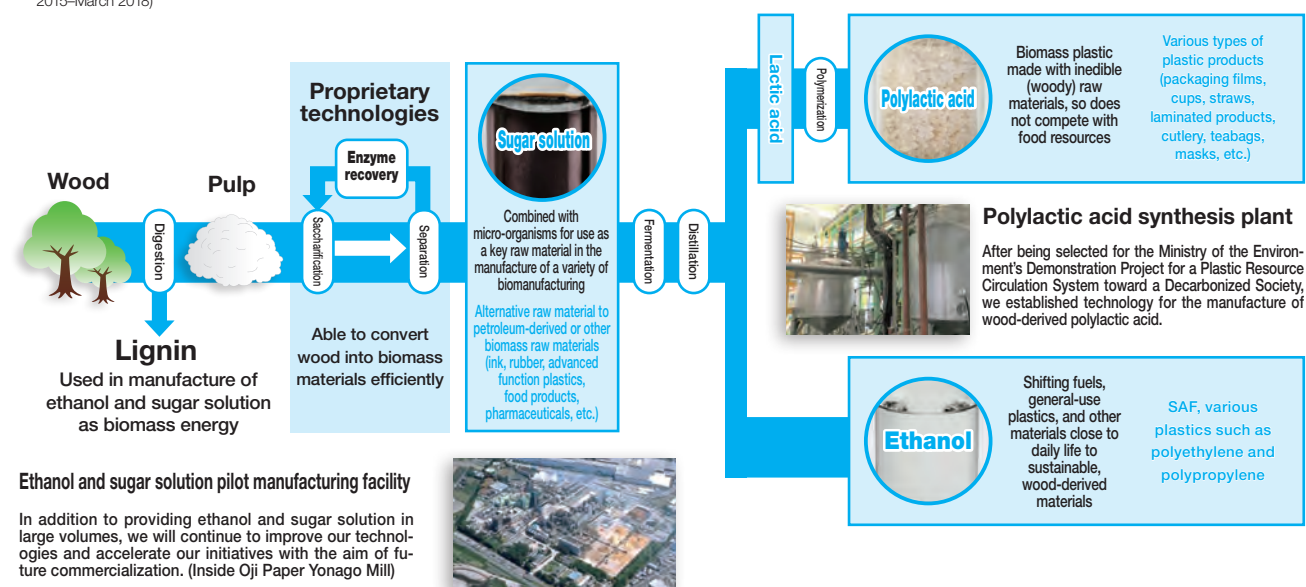 2015–March 2018)
Wood
Digestion
Pulp
Lignin
Used in manufacture of
ethanol and sugar solution
as biomass energy
Proprietary
technologies
Enzyme
recovery
Saccharification
Separation
Able to convert
wood into biomass
materials efficiently
Sugar solution
Combined with
micro-organisms for use as
a key raw material in the
manufacture of a variety of
biomanufacturing
Alternative raw material to
petroleum-derived or other
biomass raw materials
(ink, rubber, advanced
function plastics,
food products,
pharmaceuticals, etc.)
Fermentation
Distillation
Lactic acid
Polymerization
Polylactic acid
Biomass plastic
made with inedible
(woody) raw
materials, so does
not compete with
food resources
Various types of
plastic products
(packaging films,
cups, straws,
laminated products,
cutlery, teabags,
masks, etc.)
Polylactic acid synthesis plant
After being selected for the Ministry of the Environ-
ment’s Demonstration Project for a Plastic Resource
Circulation System toward a Decarbonized Society,
we established technology for the manufacture of
wood-derived polylactic acid.
Ethanol
Shifting fuels,
general-use
plastics, and other
materials close to
daily life to
sustainable,
wood-derived
materials
SAF, various
plastics such as
polyethylene and
polypropylene
Ethanol and sugar solution pilot manufacturing facility
In addition to providing ethanol and sugar solution in
large volumes, we will continue to improve our technol-
ogies and accelerate our initiatives with the aim of fu-
ture commercialization. (Inside Oji Paper Yonago Mill)